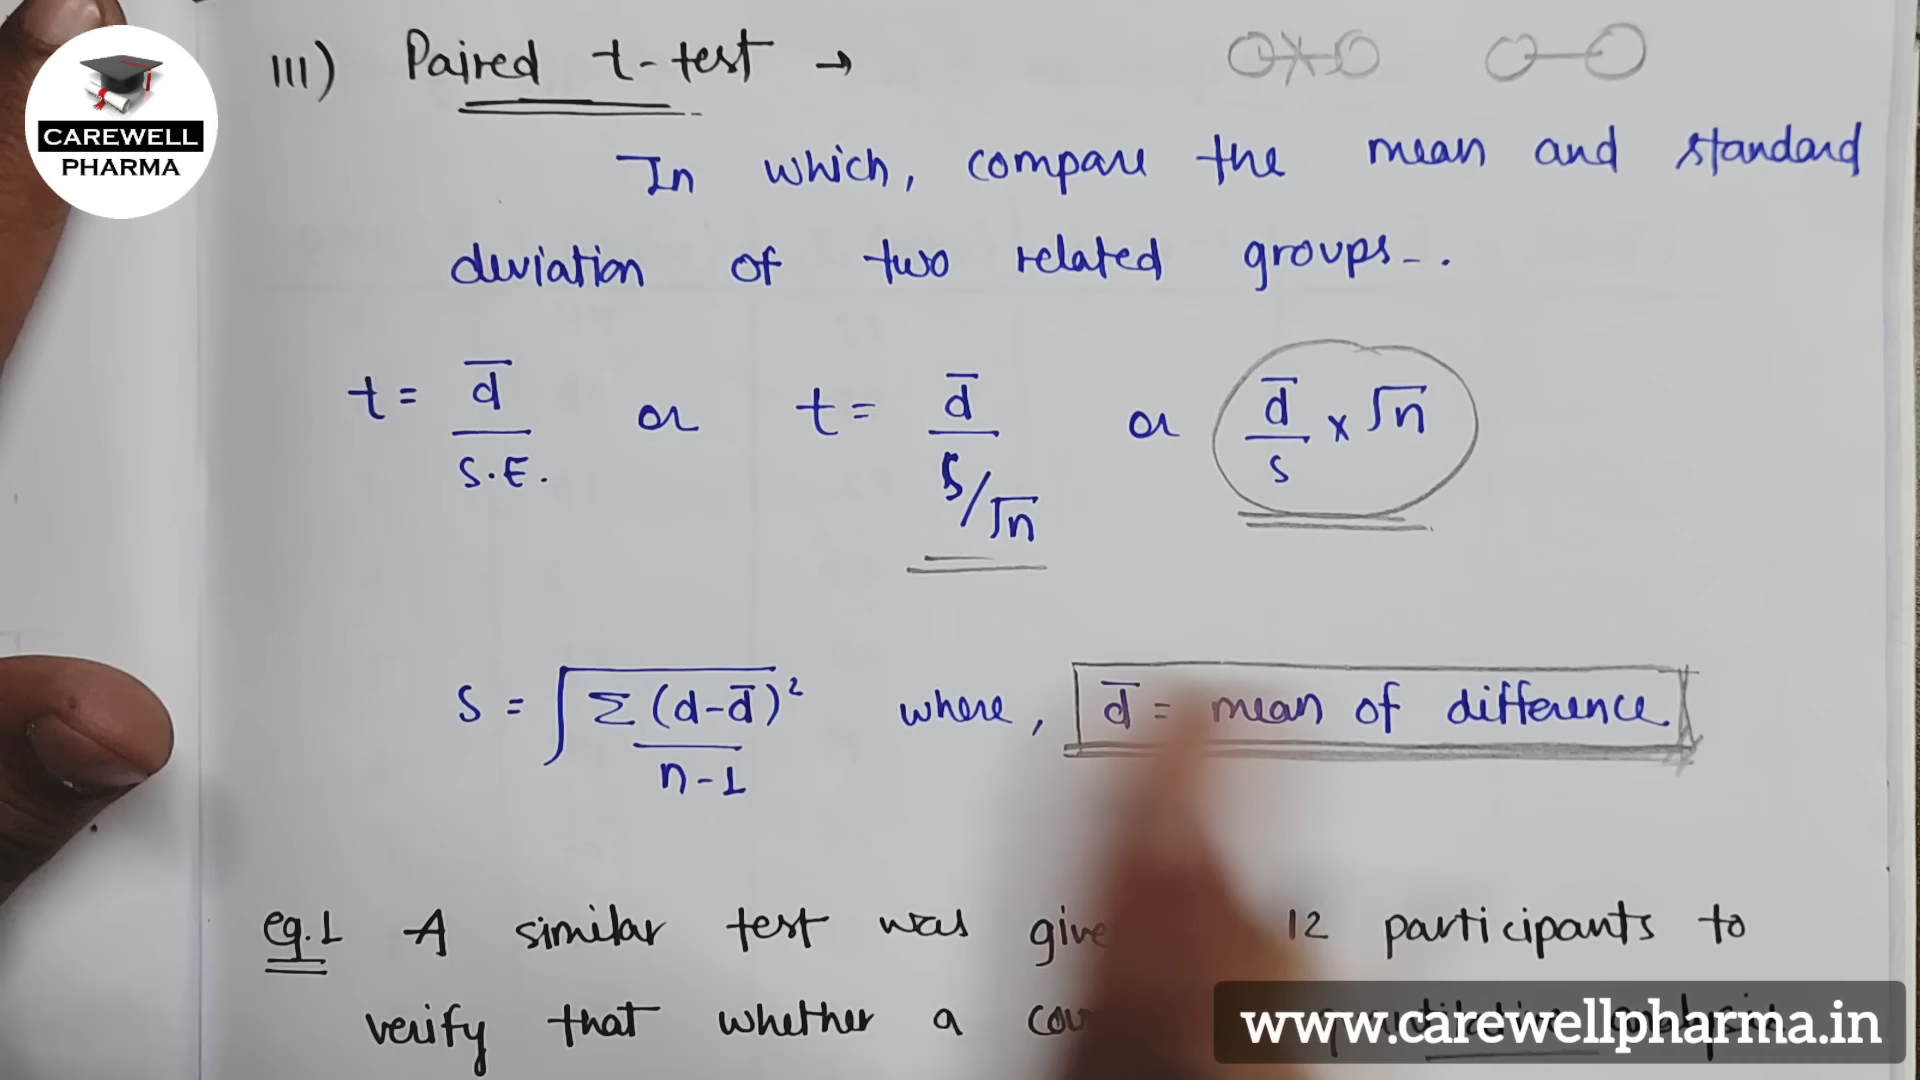 CAREWELL
PHARMA
III) Paired t-test →
In which, compare the mean and standard
deviation of two related groups..
t = d̄ / S.E. or t = d̄ / s/√n or d̄/s × √n
S = √ Σ(d-d̄)² / n-1 where, d̄ = mean of difference.
eg.1 A similar test was 12 participants to
verify that whether a
www.carewellpharma.in